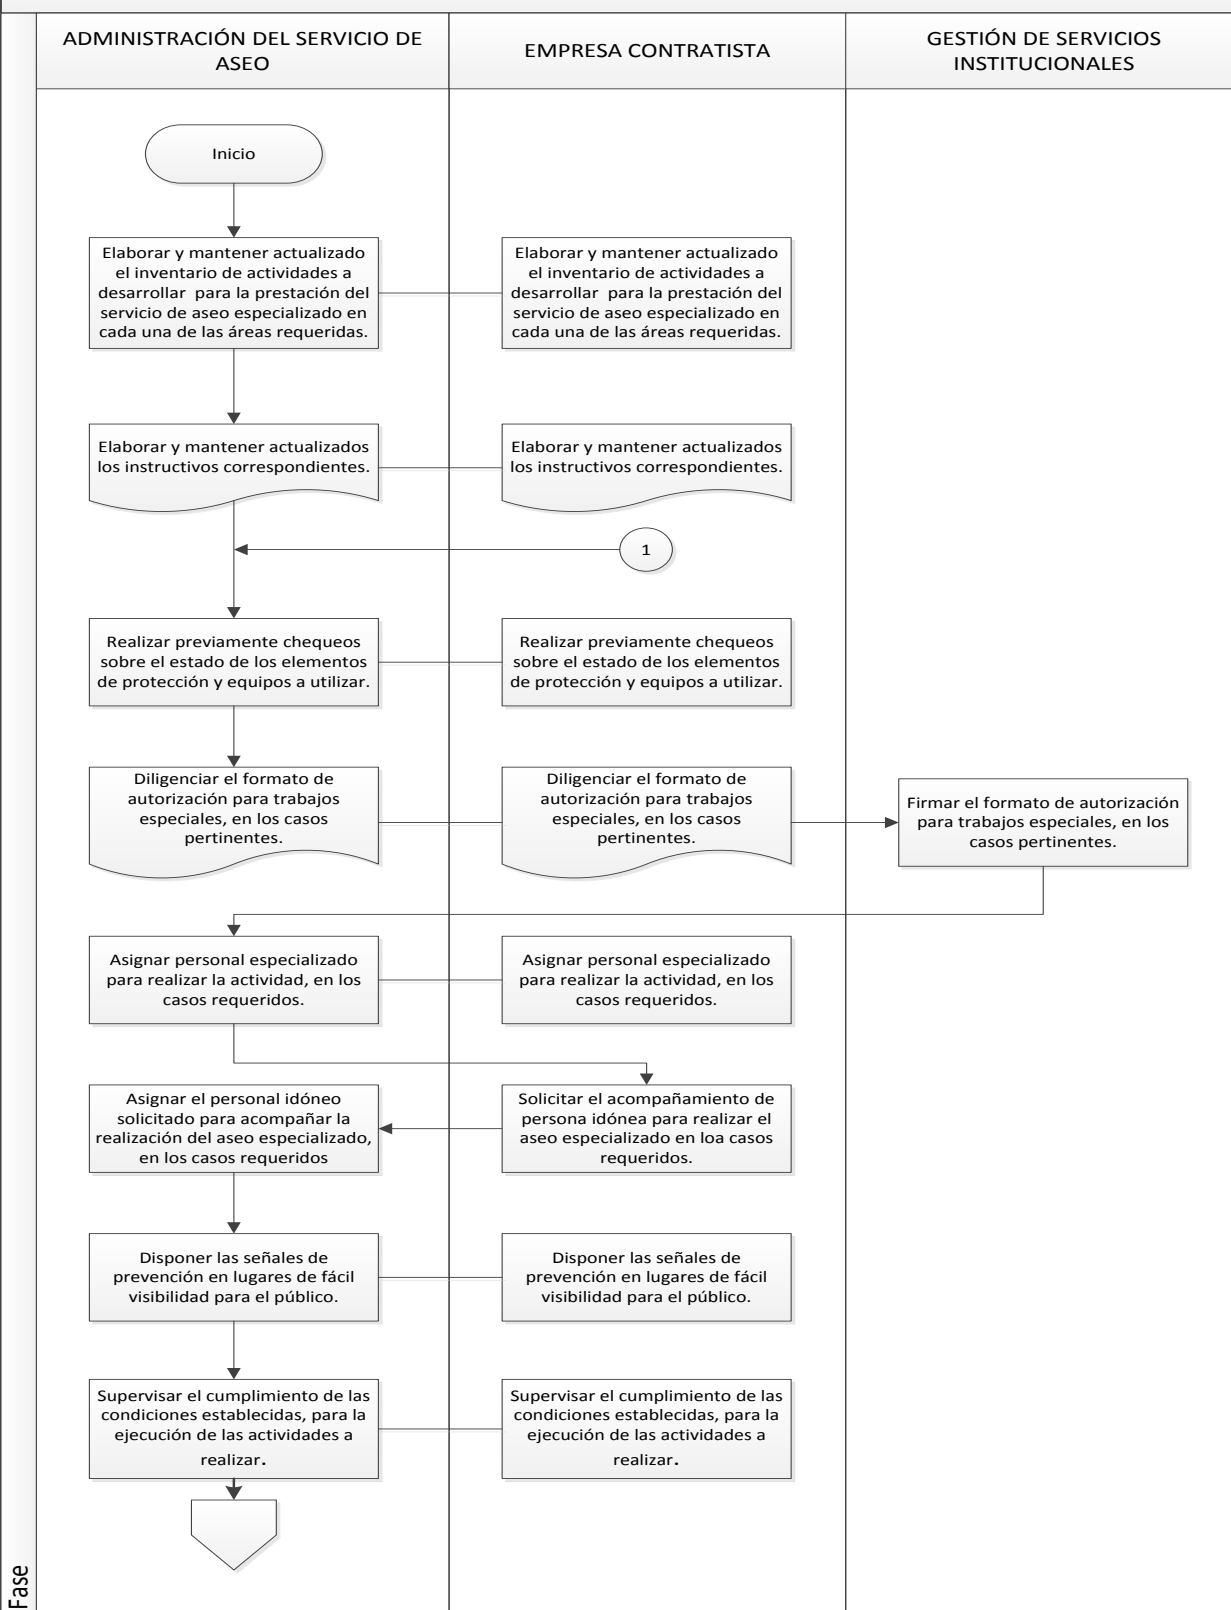 ADMINISTRACIÓN DEL SERVICIO DE
ASEO
EMPRESA CONTRATISTA
GESTIÓN DE SERVICIOS
INSTITUCIONALES
Inicio
Elaborar y mantener actualizado
el inventario de actividades a
desarrollar para la prestación del
servicio de aseo especializado en
cada una de las áreas requeridas.
Elaborar y mantener actualizado
el inventario de actividades a
desarrollar para la prestación del
servicio de aseo especializado en
cada una de las áreas requeridas.
Elaborar y mantener actualizados
los instructivos correspondientes.
Elaborar y mantener actualizados
los instructivos correspondientes.
1
Realizar previamente chequeos
sobre el estado de los elementos
de protección y equipos a utilizar.
Realizar previamente chequeos
sobre el estado de los elementos
de protección y equipos a utilizar.
Diligenciar el formato de
autorización para trabajos
especiales, en los casos
pertinentes.
Diligenciar el formato de
autorización para trabajos
especiales, en los casos
pertinentes.
Firmar el formato de autorización
para trabajos especiales, en los
casos pertinentes.
Asignar personal especializado
para realizar la actividad, en los
casos requeridos.
Asignar personal especializado
para realizar la actividad, en los
casos requeridos.
Asignar el personal idóneo
solicitado para acompañar la
realización del aseo especializado,
en los casos requeridos
Solicitar el acompañamiento de
persona idónea para realizar el
aseo especializado en loa casos
requeridos.
Disponer las señales de
prevención en lugares de fácil
visibilidad para el público.
Disponer las señales de
prevención en lugares de fácil
visibilidad para el público.
Supervisar el cumplimiento de las
condiciones establecidas, para la
ejecución de las actividades a
realizar.
Supervisar el cumplimiento de las
condiciones establecidas, para la
ejecución de las actividades a
realizar.
Fase